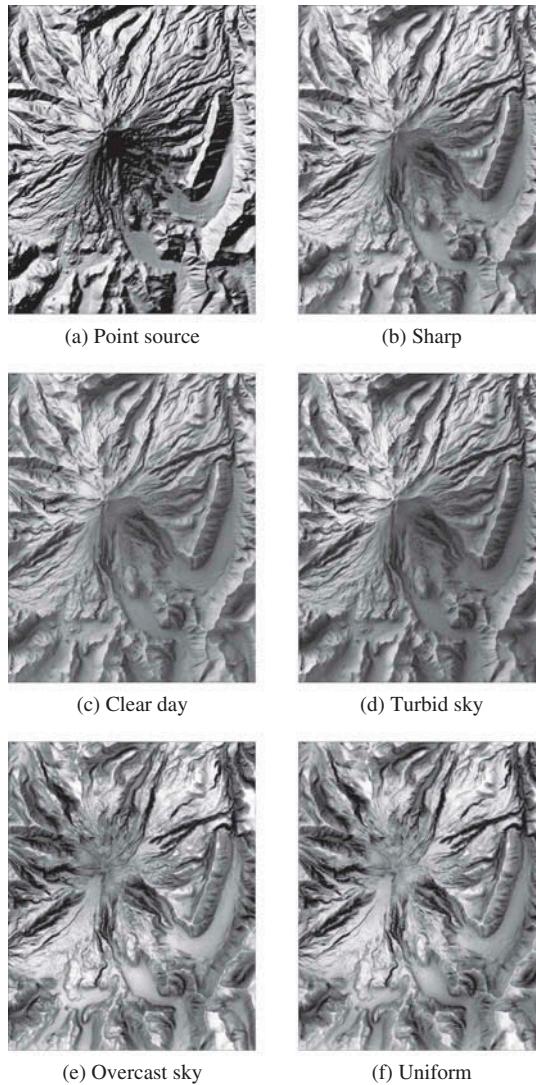 (a) Point source
(b) Sharp
(c) Clear day
(d) Turbid sky
(e) Overcast sky
(f) Uniform